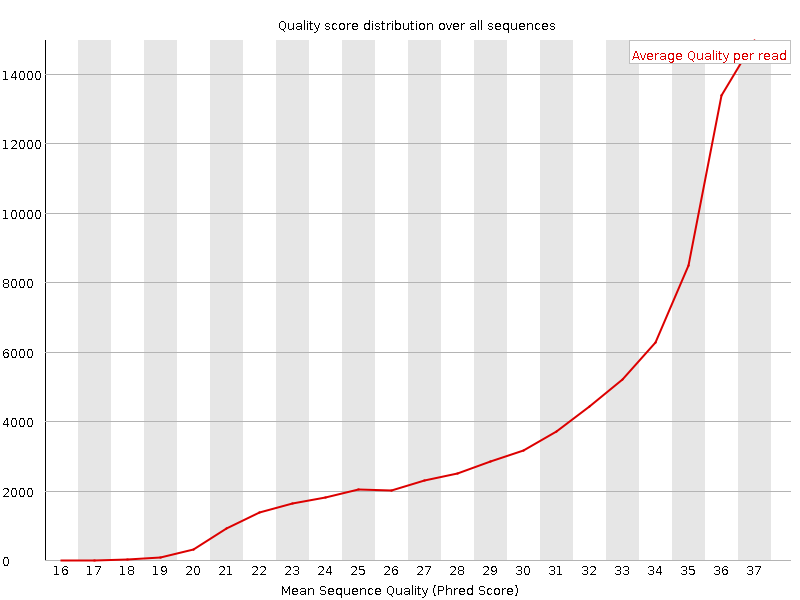 Quality score distribution over all sequences
Average Quality per read
14000
12000
10000
8000
6000
4000
2000
0
16 17 18 19 20 21 22 23 24 25 26 27 28 29 30 31 32 33 34 35 36 37
Mean Sequence Quality (Phred Score)